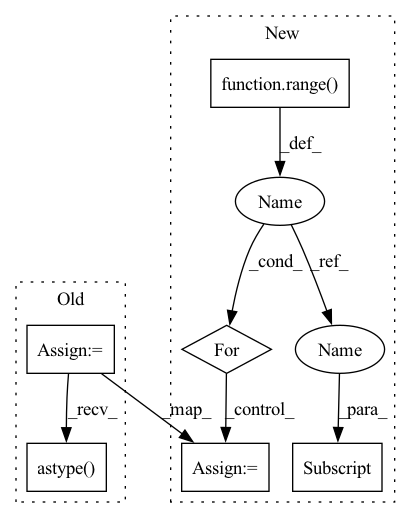 New
function.range()
_def_
Name
_cond_
_ref_
Old
Assign:=
For
Name
_recv_
_map_
_control_
_para_
astype()
Assign:=
Subscript